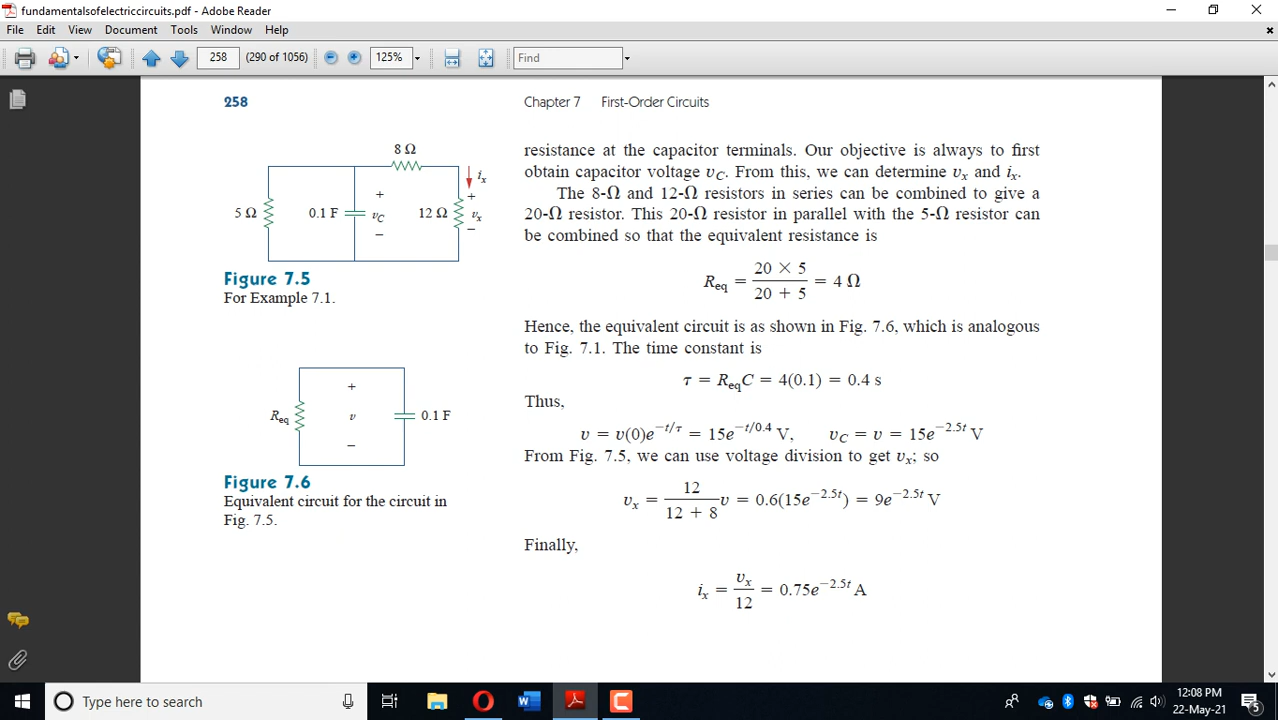 fundamentalsofelectriccircuits.pdf - Adobe Reader
File Edit View Document Tools Window Help
258 (290 of 1056) 125% Find
258 Chapter 7 First-Order Circuits
8 Ω
i_x
5 Ω 0.1 F + v_C − 12 Ω + v_x −
Figure 7.5
For Example 7.1.
R_eq + v − 0.1 F
Figure 7.6
Equivalent circuit for the circuit in
Fig. 7.5.
resistance at the capacitor terminals. Our objective is always to first
obtain capacitor voltage v_C. From this, we can determine v_x and i_x.
The 8-Ω and 12-Ω resistors in series can be combined to give a
20-Ω resistor. This 20-Ω resistor in parallel with the 5-Ω resistor can
be combined so that the equivalent resistance is
R_eq = (20 × 5)/(20 + 5) = 4 Ω
Hence, the equivalent circuit is as shown in Fig. 7.6, which is analogous
to Fig. 7.1. The time constant is
τ = R_eqC = 4(0.1) = 0.4 s
Thus,
v = v(0)e^(−t/τ) = 15e^(−t/0.4) V, v_C = v = 15e^(−2.5t) V
From Fig. 7.5, we can use voltage division to get v_x; so
v_x = 12/(12 + 8) v = 0.6(15e^(−2.5t)) = 9e^(−2.5t) V
Finally,
i_x = v_x/12 = 0.75e^(−2.5t) A
Type here to search
12:08 PM
22-May-21
5